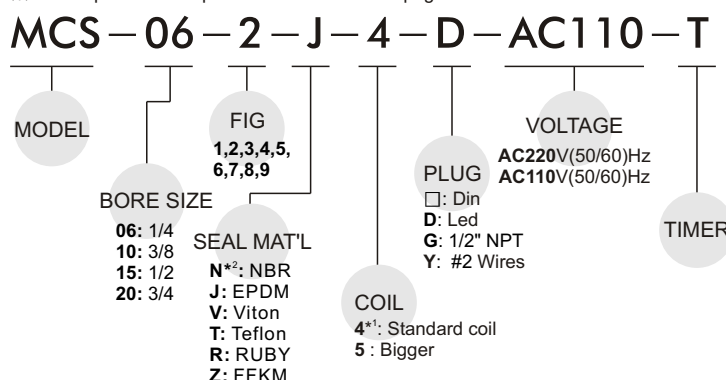 MCS-06-2-J-4-D-AC110-T
MODEL
BORE SIZE
06: 1/4
10: 3/8
15: 1/2
20: 3/4
FIG
1,2,3,4,5,
6,7,8,9
SEAL MAT'L
N*2: NBR
J: EPDM
V: Viton
T: Teflon
R: RUBY
Z: FFKM
COIL
4*1: Standard coil
5 : Bigger
PLUG
□: Din
D: Led
G: 1/2" NPT
Y: #2 Wires
VOLTAGE
AC220V(50/60)Hz
AC110V(50/60)Hz
TIMER